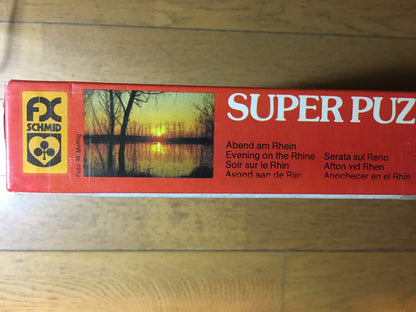 FX
SCHMID
Foto: M. Mehlig
SUPER PUZ
Abend am Rhein
Evening on the Rhine
Soir sur le Rhin
Avond aan de Rijn
Serata sul Reno
Afton vid Rhen
Anochecer en el Rhin